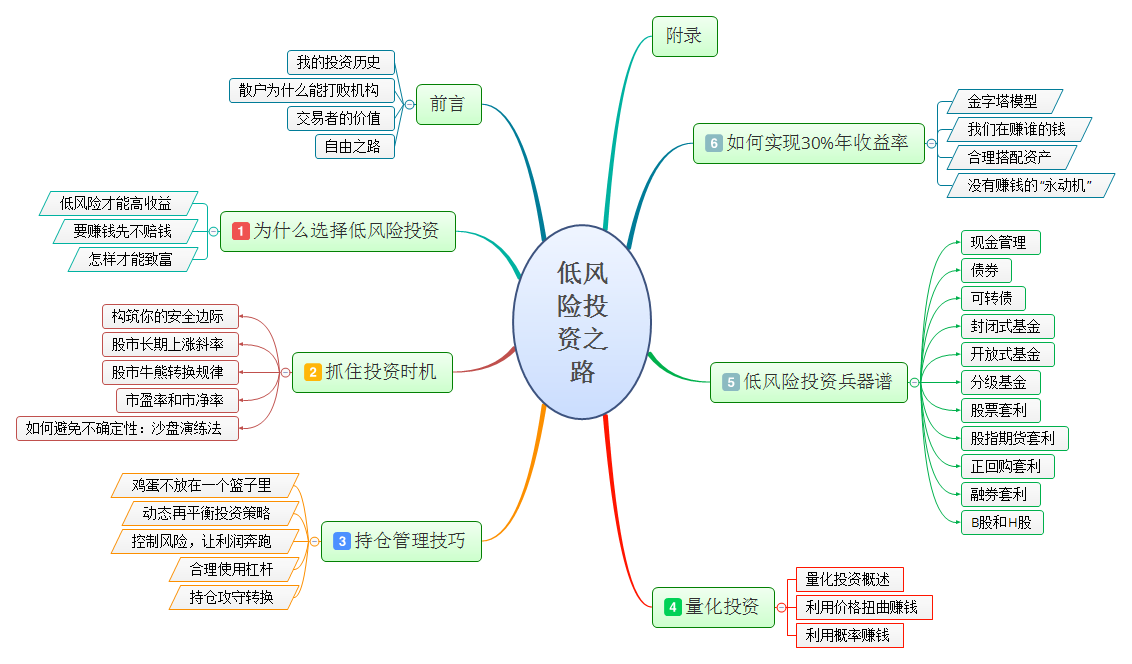 低风
险投
资之
路
前言
我的投资历史
散户为什么能打败机构
交易者的价值
自由之路
1 为什么选择低风险投资
低风险才能高收益
要赚钱先不赔钱
怎样才能致富
2 抓住投资时机
构筑你的安全边际
股市长期上涨斜率
股市牛熊转换规律
市盈率和市净率
如何避免不确定性：沙盘演练法
3 持仓管理技巧
鸡蛋不放在一个篮子里
动态再平衡投资策略
控制风险，让利润奔跑
合理使用杠杆
持仓攻守转换
4 量化投资
量化投资概述
利用价格扭曲赚钱
利用概率赚钱
5 低风险投资兵器谱
现金管理
债券
可转债
封闭式基金
开放式基金
分级基金
股票套利
股指期货套利
正回购套利
融券套利
B股和H股
6 如何实现30%年收益率
金字塔模型
我们在赚谁的钱
合理搭配资产
没有赚钱的“永动机”
附录